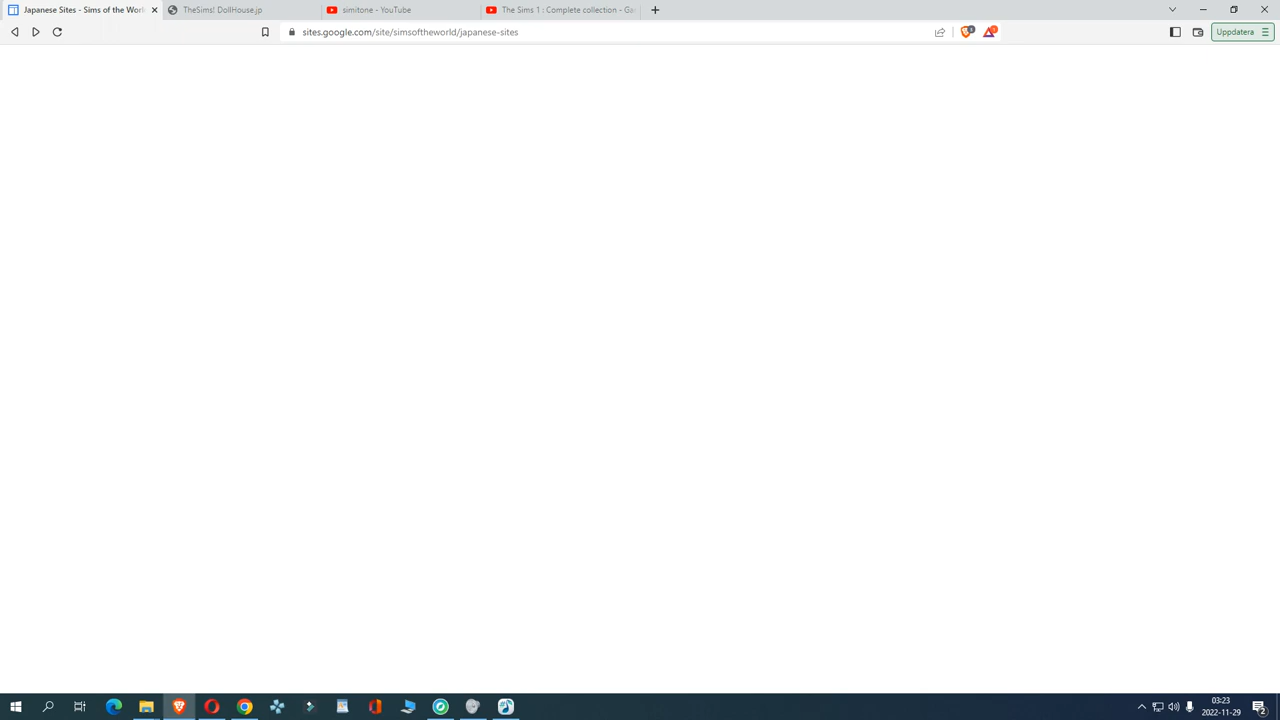 Japanese Sites - Sims of the Worl
TheSims! DollHouse.jp
simitone - YouTube
The Sims 1 : Complete collection - Ga
sites.google.com/site/simsoftheworld/japanese-sites
Uppdatera
03:23
2022-11-29
2